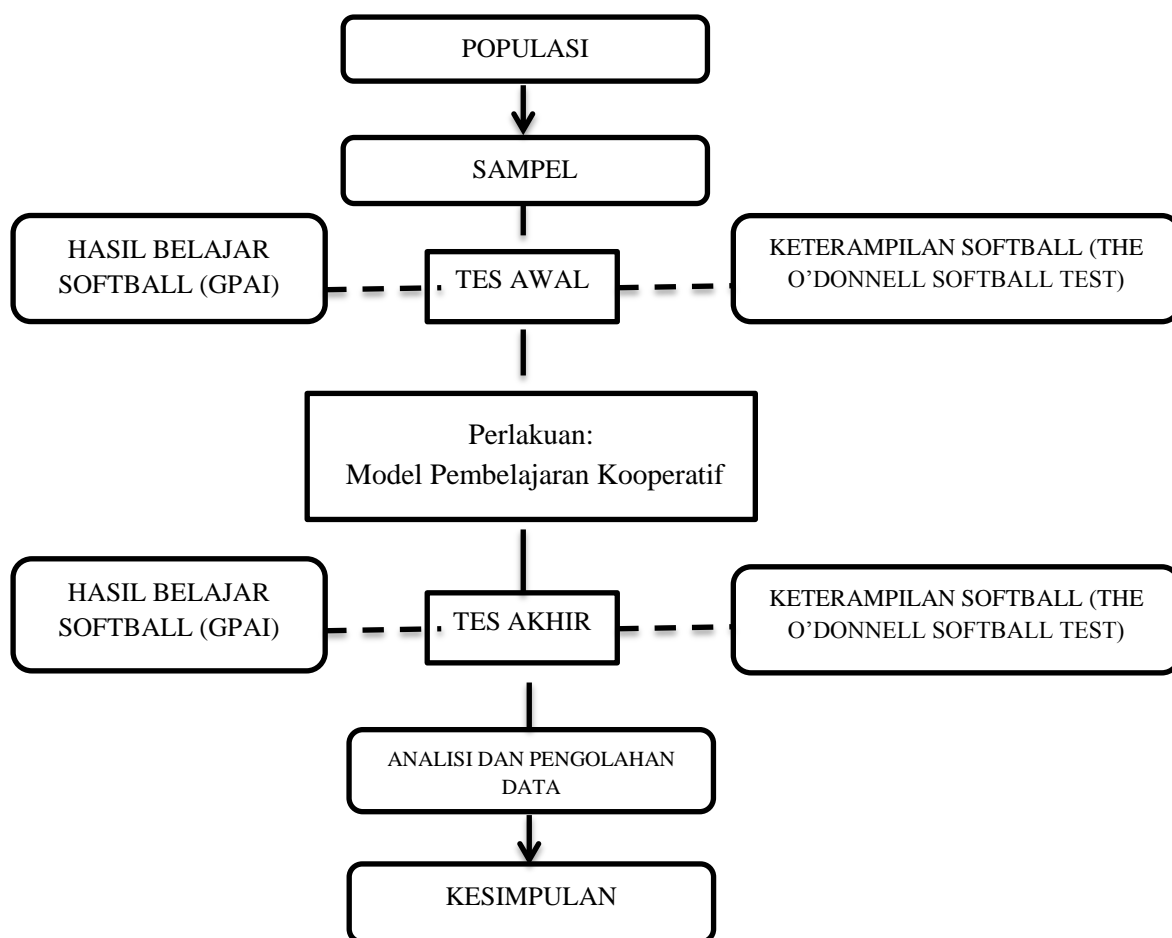 POPULASI
SAMPEL
HASIL BELAJAR
SOFTBALL (GPAI)
TES AWAL
KETERAMPILAN SOFTBALL (THE
O’DONNELL SOFTBALL TEST)
Perlakuan:
Model Pembelajaran Kooperatif
HASIL BELAJAR
SOFTBALL (GPAI)
TES AKHIR
KETERAMPILAN SOFTBALL (THE
O’DONNELL SOFTBALL TEST)
ANALISI DAN PENGOLAHAN
DATA
KESIMPULAN